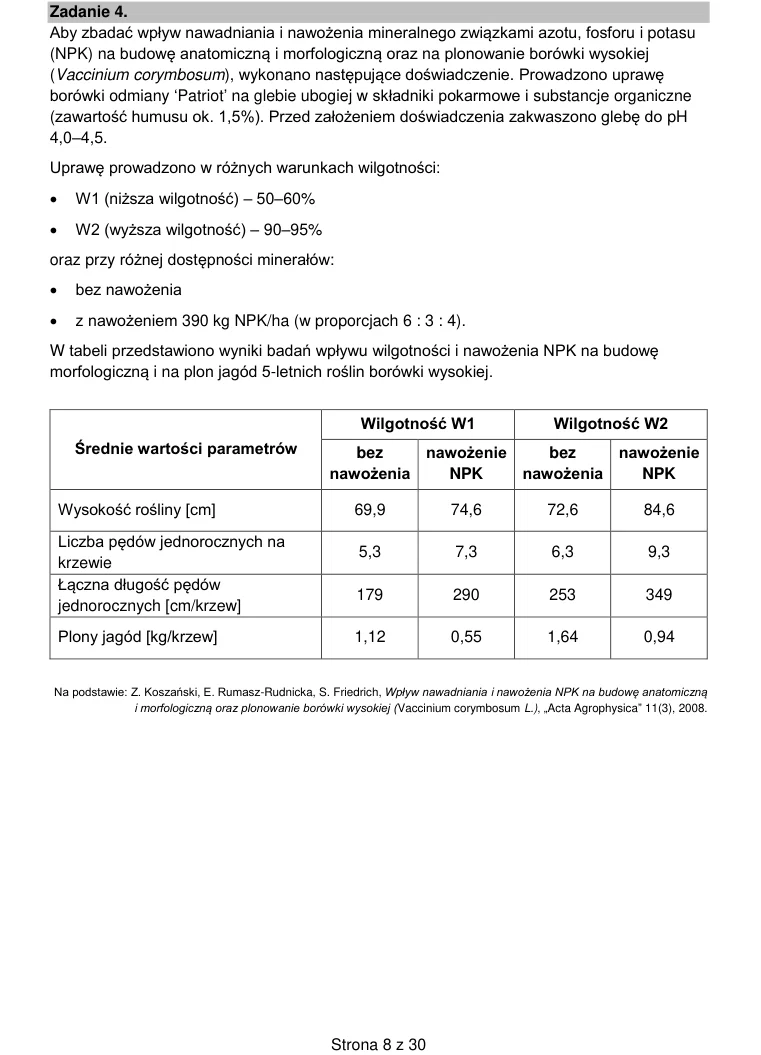 Zadanie 4.
Aby zbadać wpływ nawadniania i nawożenia mineralnego związkami azotu, fosforu i potasu
(NPK) na budowę anatomiczną i morfologiczną oraz na plonowanie borówki wysokiej
(Vaccinium corymbosum), wykonano następujące doświadczenie. Prowadzono uprawę
borówki odmiany ‘Patriot’ na glebie ubogiej w składniki pokarmowe i substancje organiczne
(zawartość humusu ok. 1,5%). Przed założeniem doświadczenia zakwaszono glebę do pH
4,0–4,5.
Uprawę prowadzono w różnych warunkach wilgotności:
• W1 (niższa wilgotność) – 50–60%
• W2 (wyższa wilgotność) – 90–95%
oraz przy różnej dostępności minerałów:
• bez nawożenia
• z nawożeniem 390 kg NPK/ha (w proporcjach 6 : 3 : 4).
W tabeli przedstawiono wyniki badań wpływu wilgotności i nawożenia NPK na budowę
morfologiczną i na plon jagód 5-letnich roślin borówki wysokiej.
Średnie wartości parametrów
Wilgotność W1 Wilgotność W2
bez nawożenie bez nawożenie
nawożenia NPK nawożenia NPK
Wysokość rośliny [cm] 69,9 74,6 72,6 84,6
Liczba pędów jednorocznych na
krzewie 5,3 7,3 6,3 9,3
Łączna długość pędów
jednorocznych [cm/krzew] 179 290 253 349
Plony jagód [kg/krzew] 1,12 0,55 1,64 0,94
Na podstawie: Z. Koszański, E. Rumasz-Rudnicka, S. Friedrich, Wpływ nawadniania i nawożenia NPK na budowę anatomiczną
i morfologiczną oraz plonowanie borówki wysokiej (Vaccinium corymbosum L.), „Acta Agrophysica” 11(3), 2008.
Strona 8 z 30